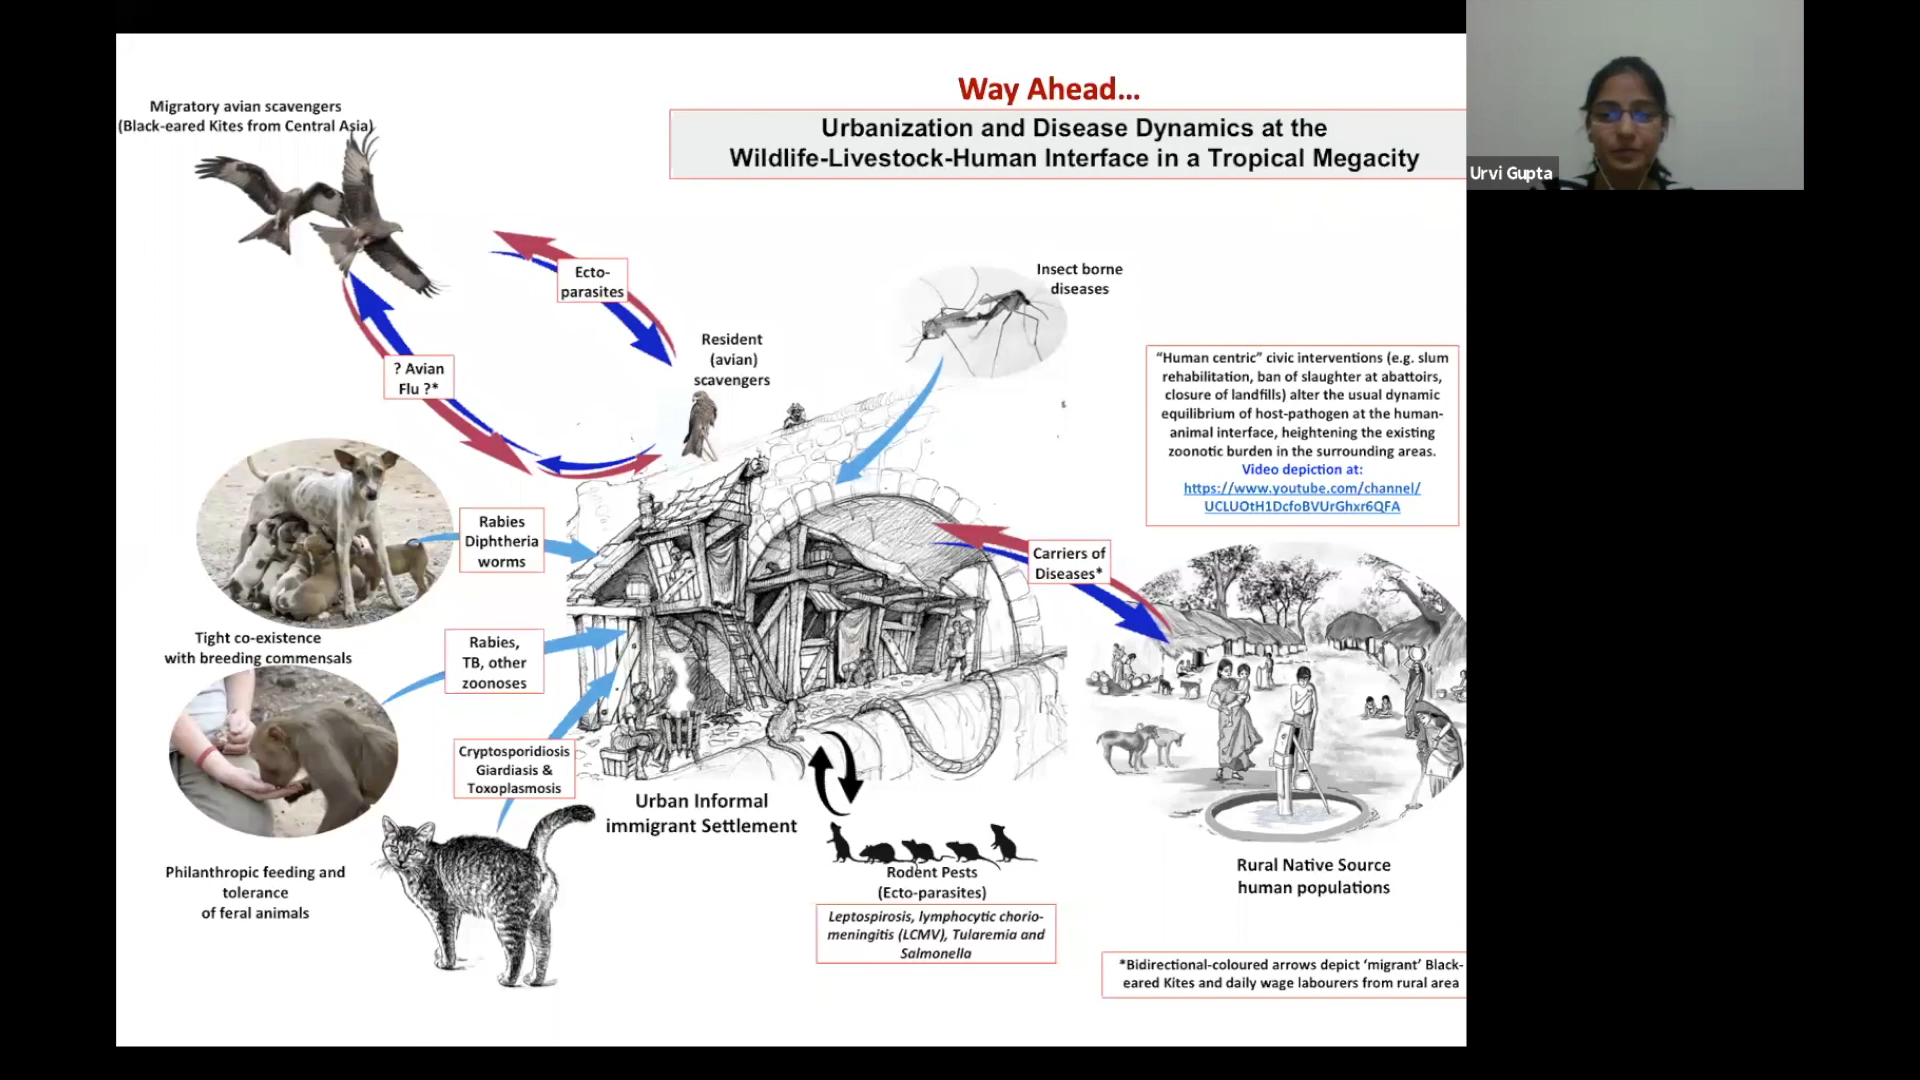 Way Ahead...
Urbanization and Disease Dynamics at the
Wildlife-Livestock-Human Interface in a Tropical Megacity
Urvi Gupta
Migratory avian scavengers
(Black-eared Kites from Central Asia)
Ecto-
parasites
? Avian
Flu ?*
Resident
(avian)
scavengers
Insect borne
diseases
“Human centric” civic interventions (e.g. slum
rehabilitation, ban of slaughter at abattoirs,
closure of landfills) alter the usual dynamic
equilibrium of host-pathogen at the human-
animal interface, heightening the existing
zoonotic burden in the surrounding areas.
Video depiction at:
https://www.youtube.com/channel/
UCLUOtH1DcfoBVUrGhxr6QFA
Rabies
Diphtheria
worms
Carriers of
Diseases*
Tight co-existence
with breeding commensals
Rabies,
TB, other
zoonoses
Cryptosporidiosis
Giardiasis &
Toxoplasmosis
Urban Informal
immigrant Settlement
Philanthropic feeding and
tolerance
of feral animals
Rodent Pests
(Ecto-parasites)
Leptospirosis, lymphocytic chorio-
meningitis (LCMV), Tularemia and
Salmonella
Rural Native Source
human populations
*Bidirectional-coloured arrows depict ‘migrant’ Black-
eared Kites and daily wage labourers from rural area